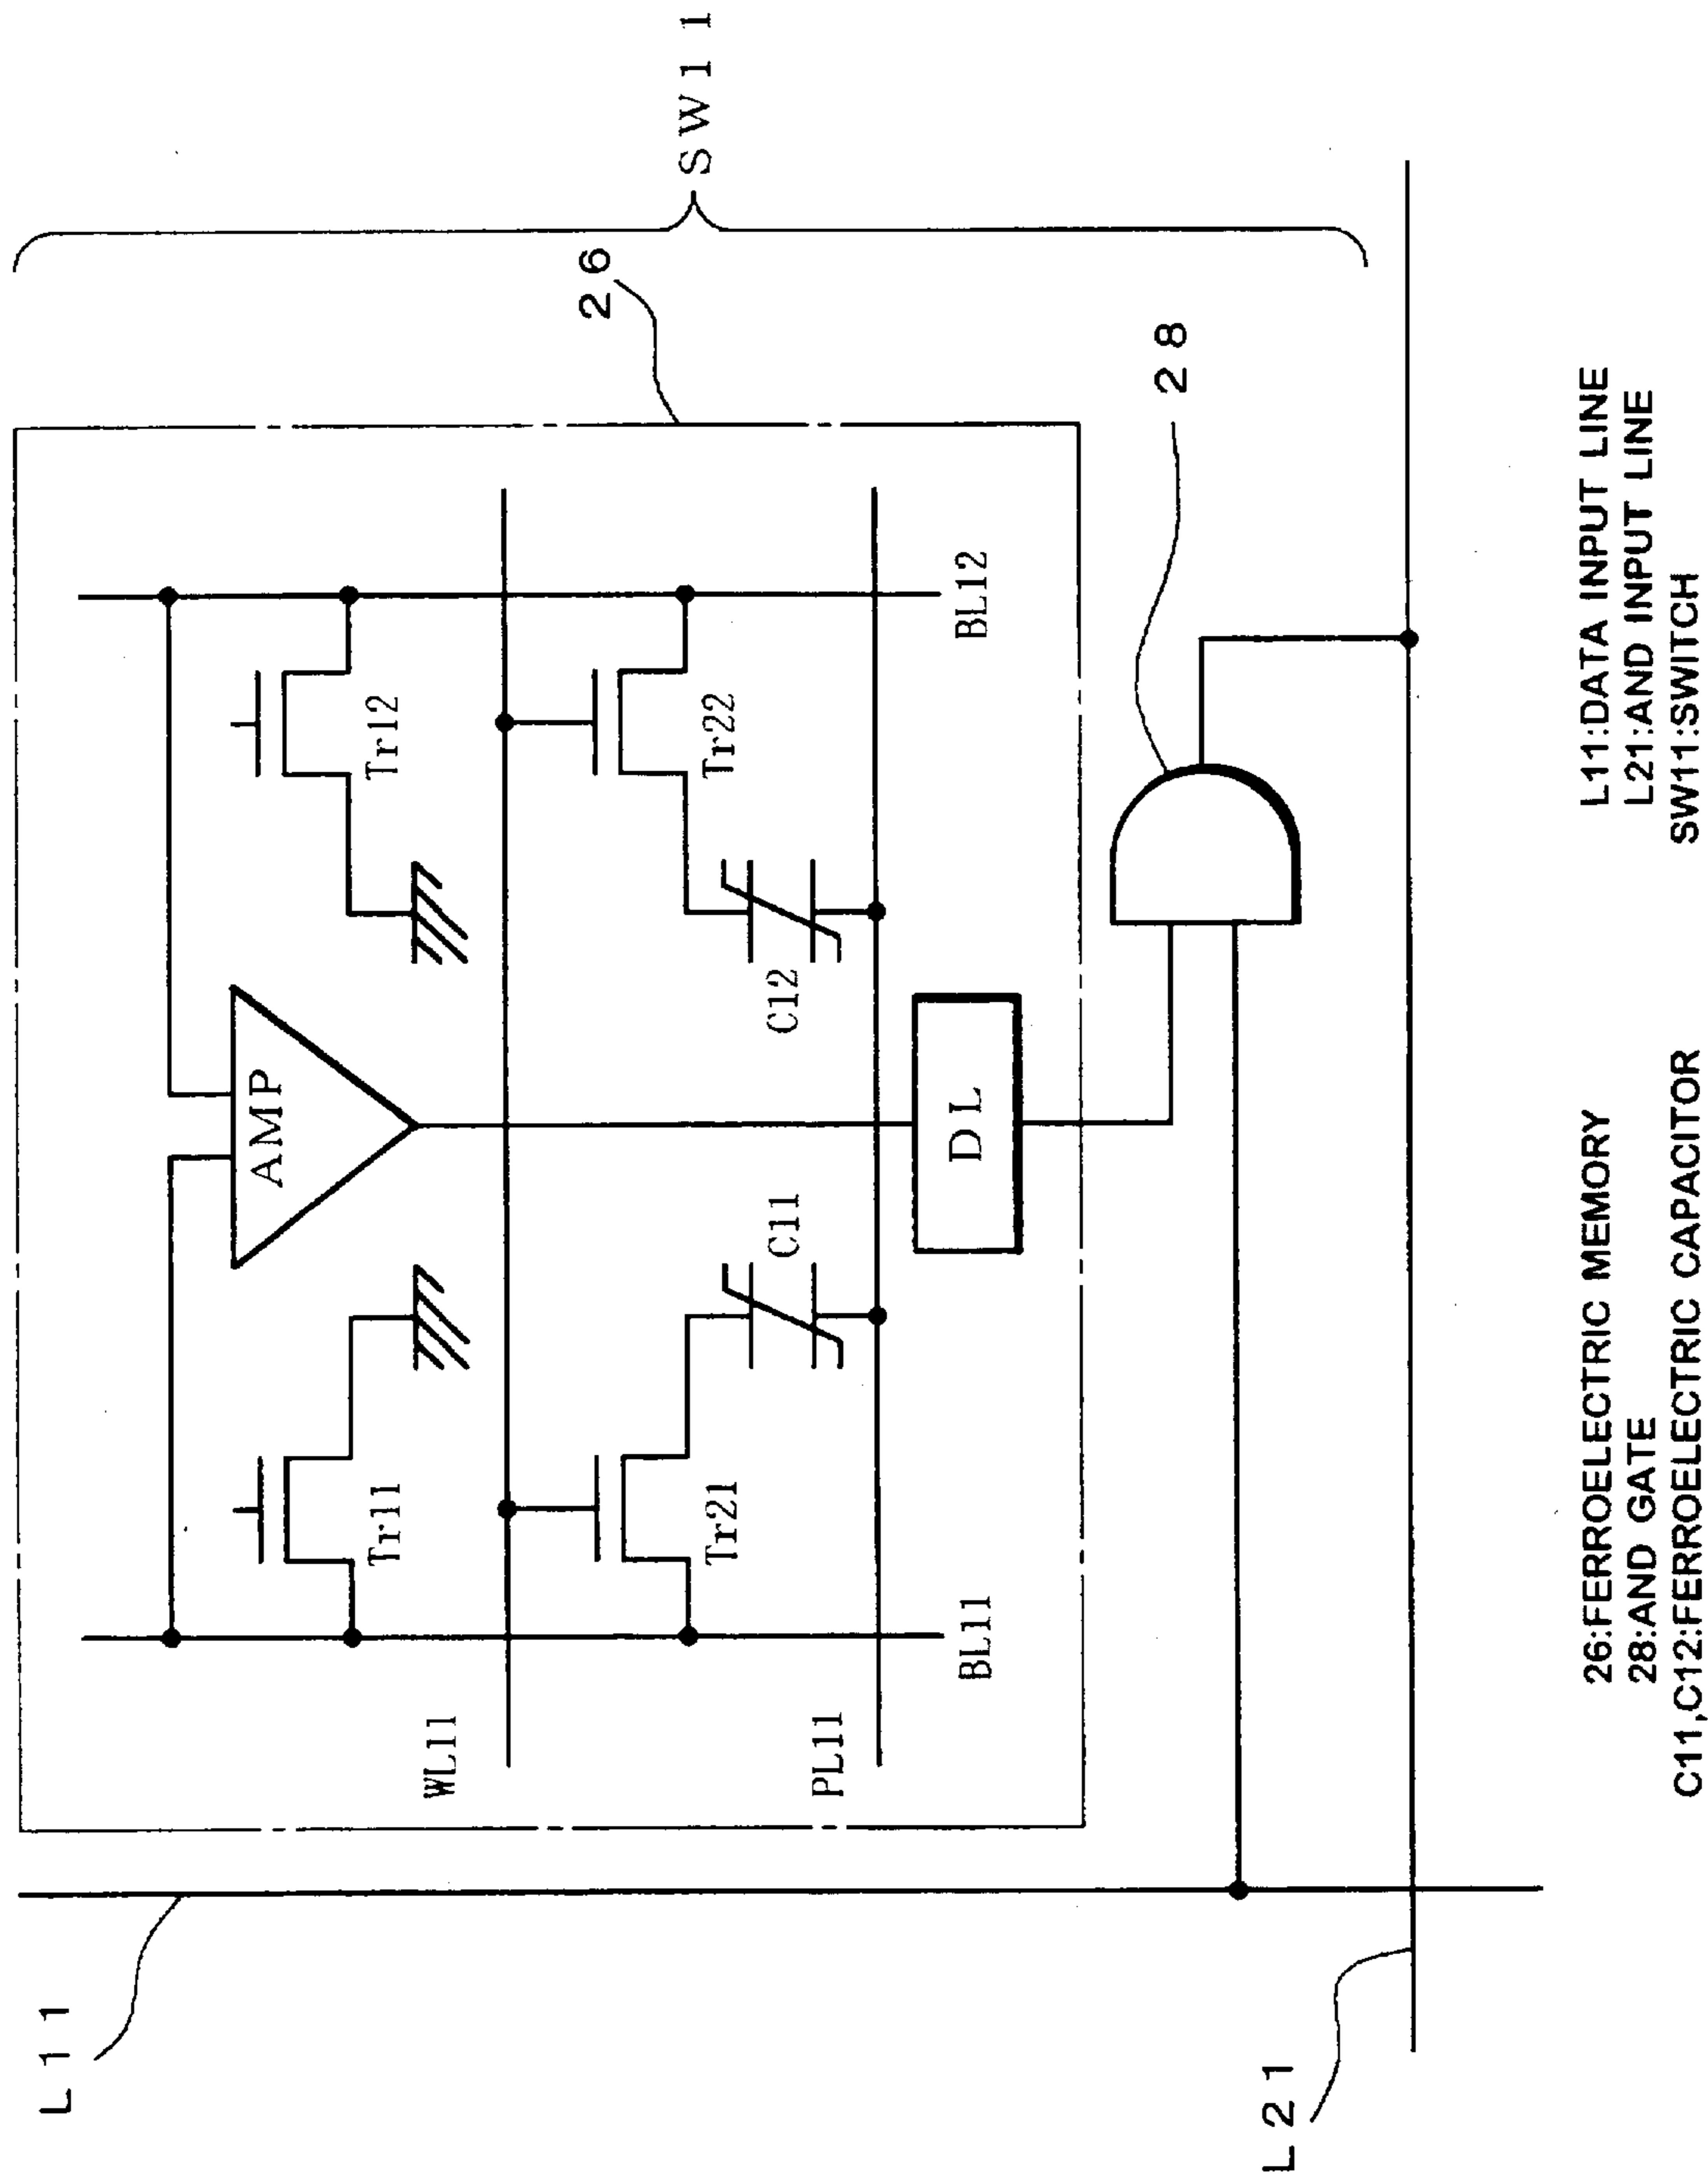 L11
SW11
26
AMP
Tr11
Tr12
WL11
Tr21
C11
C12
Tr22
PL11
DL
BL11
BL12
28
L21
26:FERROELECTRIC MEMORY
28:AND GATE
C11,C12:FERROELECTRIC CAPACITOR
L11:DATA INPUT LINE
L21:AND INPUT LINE
SW11:SWITCH